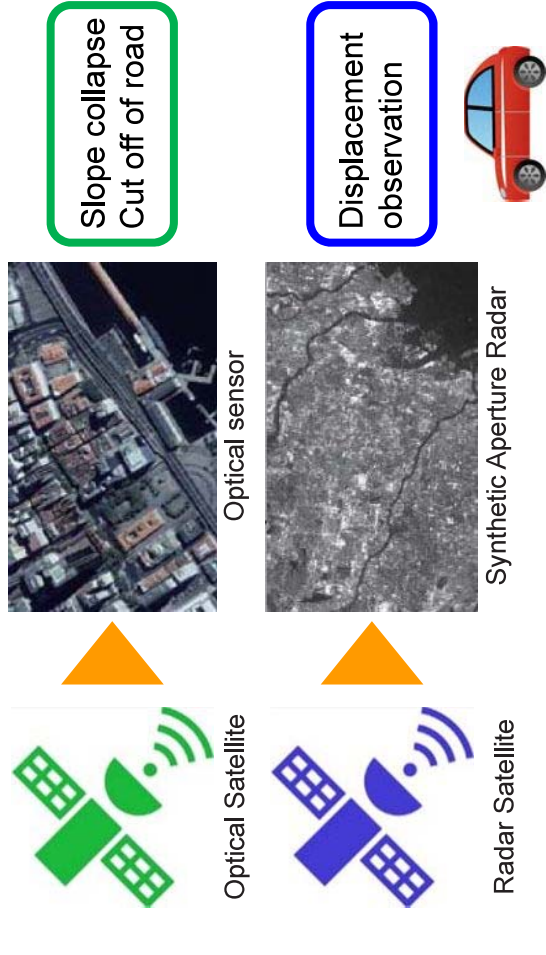 Optical Satellite
Optical sensor
Slope collapse
Cut off of road
Radar Satellite
Synthetic Aperture Radar
Displacement
observation